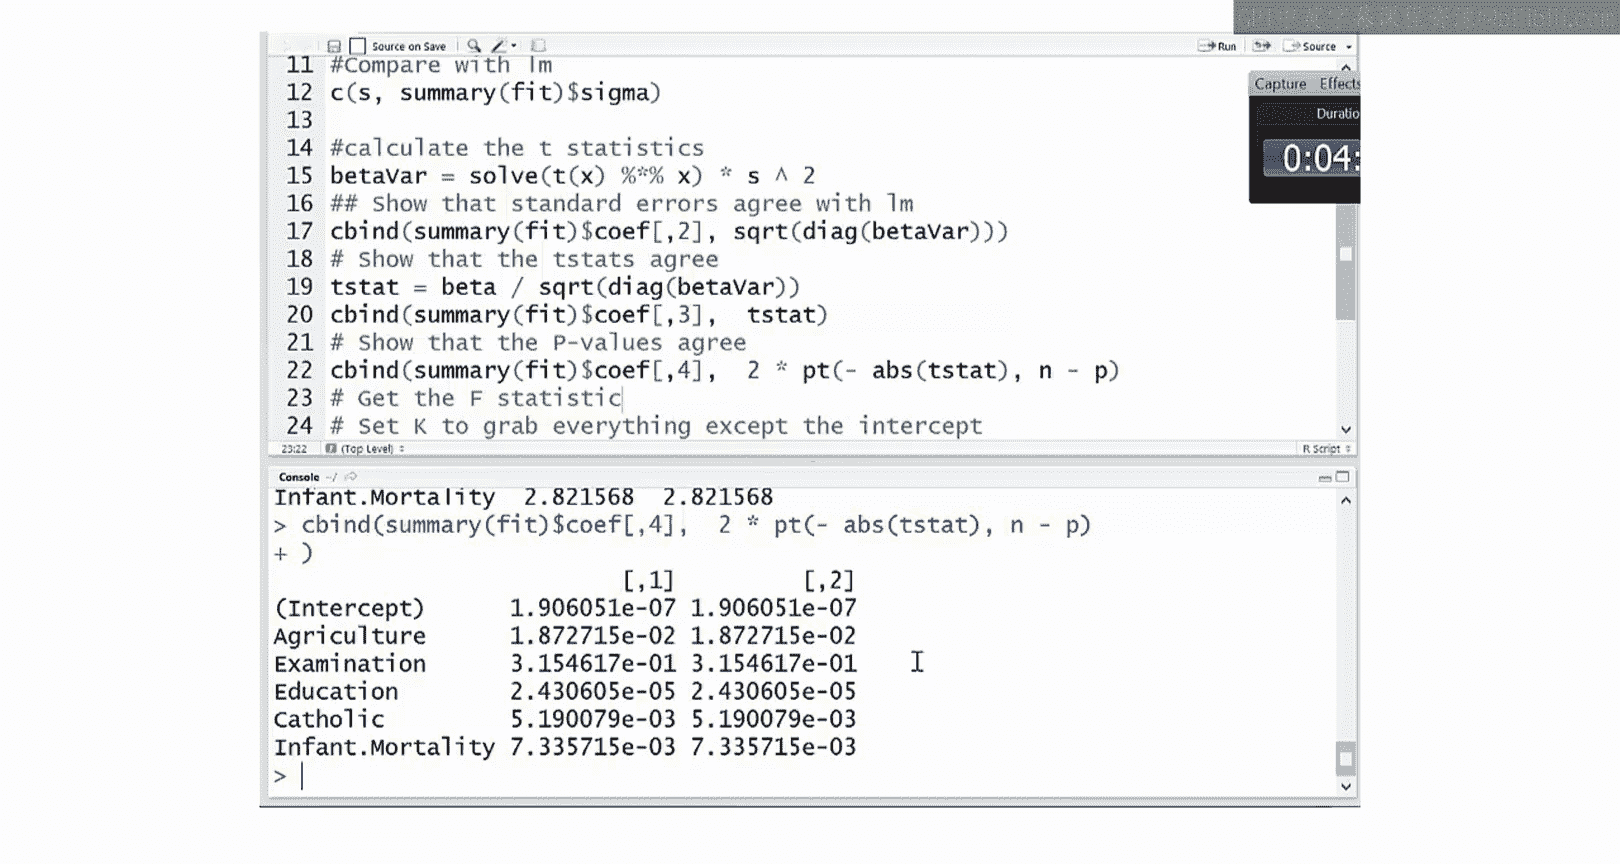 Source on Save
Run
Source
11 #Compare with lm
12 c(s, summary(fit)$sigma)
13
14 #calculate the t statistics
15 betaVar = solve(t(x) %*% x) * s ^ 2
16 ## Show that standard errors agree with lm
17 cbind(summary(fit)$coef[,2], sqrt(diag(betaVar)))
18 # Show that the tstats agree
19 tstat = beta / sqrt(diag(betaVar))
20 cbind(summary(fit)$coef[,3],  tstat)
21 # Show that the P-values agree
22 cbind(summary(fit)$coef[,4],  2 * pt(- abs(tstat), n - p)
23 # Get the F statistic
24 # Set K to grab everything except the intercept
23:22 (Top Level) R Script
Capture Effects
Duratio
0:04:
Console ~/
Infant.Mortality  2.821568  2.821568
> cbind(summary(fit)$coef[,4],  2 * pt(- abs(tstat), n - p)
+ )
[,1] [,2]
(Intercept) 1.906051e-07 1.906051e-07
Agriculture 1.872715e-02 1.872715e-02
Examination 3.154617e-01 3.154617e-01
Education 2.430605e-05 2.430605e-05
Catholic 5.190079e-03 5.190079e-03
Infant.Mortality 7.335715e-03 7.335715e-03
>